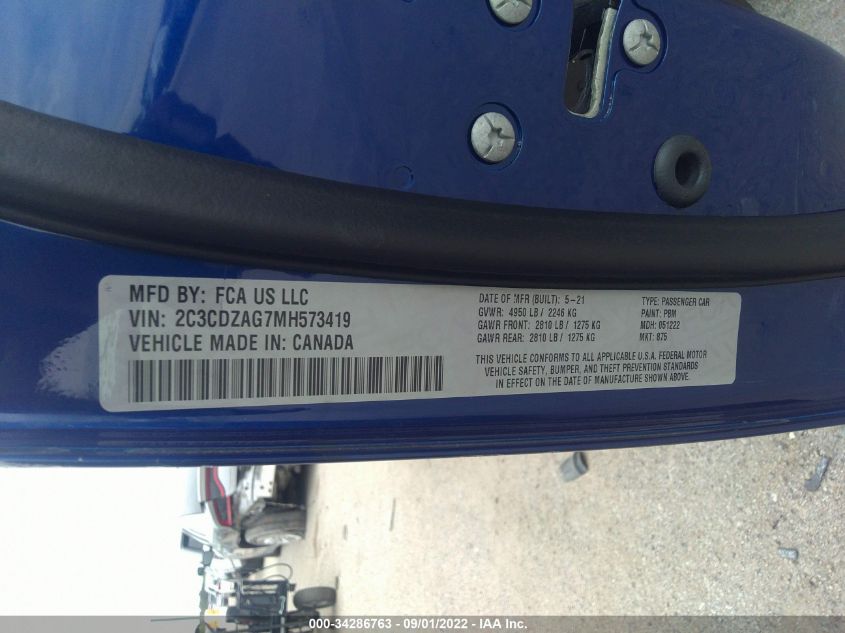 MFD BY: FCA US LLC
VIN: 2C3CDZAG7MH573419
VEHICLE MADE IN: CANADA
DATE OF MFR (BUILT): 5-21
GVWR: 4950 LB / 2246 KG
GAWR FRONT: 2810 LB / 1275 KG
GAWR REAR: 2810 LB / 1275 KG
TYPE: PASSENGER CAR
PAINT: PBM
MDH: 051222
MKT: 875
THIS VEHICLE CONFORMS TO ALL APPLICABLE U.S.A. FEDERAL MOTOR
VEHICLE SAFETY, BUMPER, AND THEFT PREVENTION STANDARDS
IN EFFECT ON THE DATE OF MANUFACTURE SHOWN ABOVE.
000-34286763 - 09/01/2022 - IAA Inc.